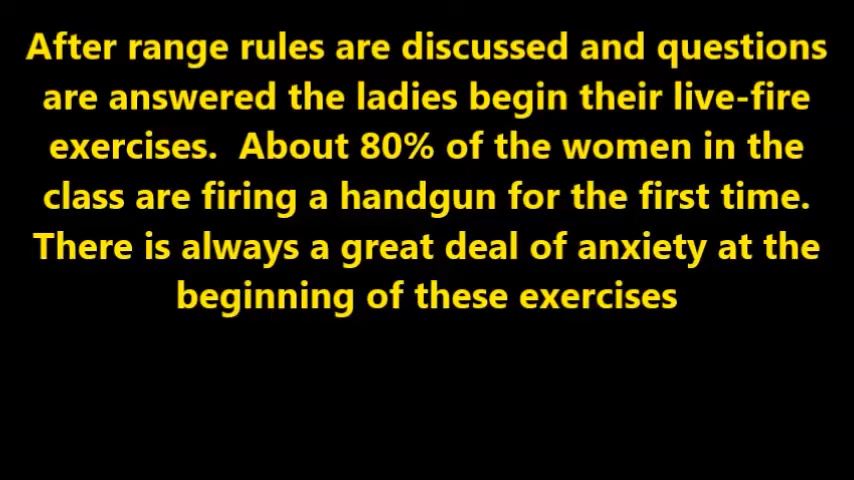 After range rules are discussed and questions
are answered the ladies begin their live-fire
exercises.  About 80% of the women in the
class are firing a handgun for the first time.
There is always a great deal of anxiety at the
beginning of these exercises